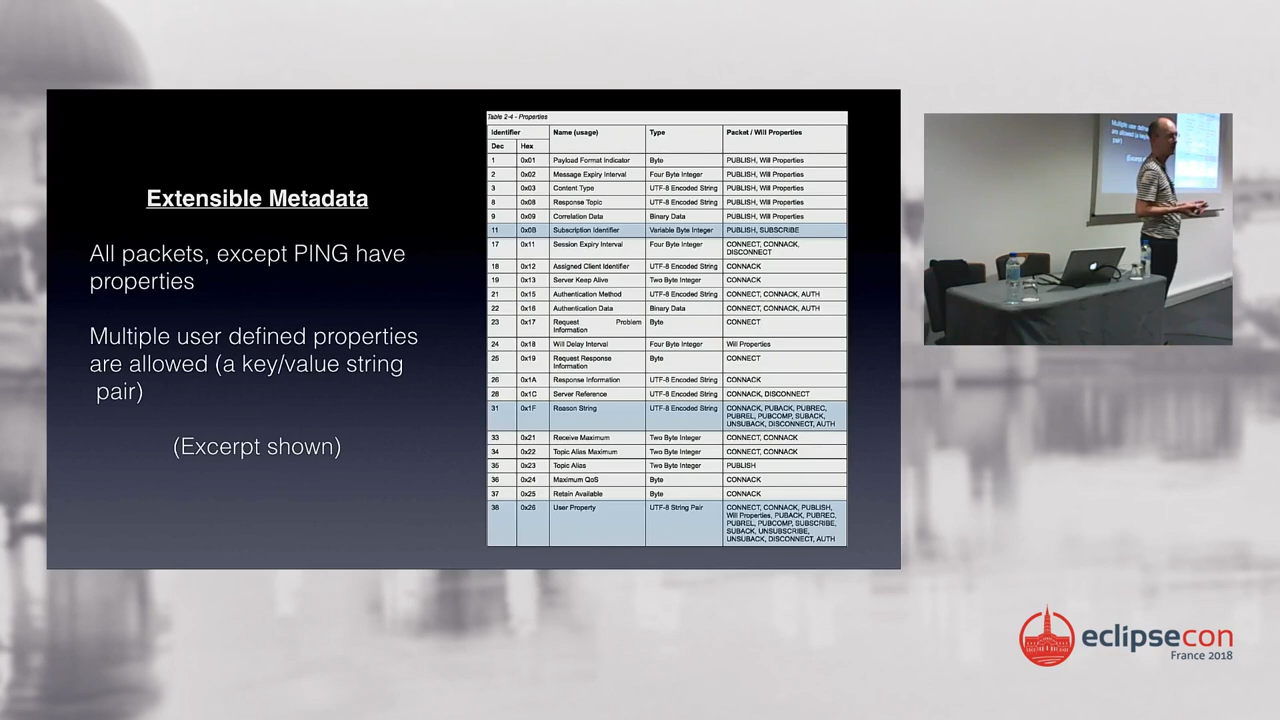 Extensible Metadata
All packets, except PING have
properties
Multiple user defined properties
are allowed (a key/value string
pair)
(Excerpt shown)
Table 2-4 - Properties
Identifier Name (usage) Type Packet / Will Properties
Dec Hex
1 0x01 Payload Format Indicator Byte PUBLISH, Will Properties
2 0x02 Message Expiry Interval Four Byte Integer PUBLISH, Will Properties
3 0x03 Content Type UTF-8 Encoded String PUBLISH, Will Properties
8 0x08 Response Topic UTF-8 Encoded String PUBLISH, Will Properties
9 0x09 Correlation Data Binary Data PUBLISH, Will Properties
11 0x0B Subscription Identifier Variable Byte Integer PUBLISH, SUBSCRIBE
17 0x11 Session Expiry Interval Four Byte Integer CONNECT, CONNACK,
DISCONNECT
18 0x12 Assigned Client Identifier UTF-8 Encoded String CONNACK
19 0x13 Server Keep Alive Two Byte Integer CONNACK
21 0x15 Authentication Method UTF-8 Encoded String CONNECT, CONNACK, AUTH
22 0x16 Authentication Data Binary Data CONNECT, CONNACK, AUTH
23 0x17 Request Problem Byte CONNECT
Information
24 0x18 Will Delay Interval Four Byte Integer Will Properties
25 0x19 Request Response Byte CONNECT
Information
26 0x1A Response Information UTF-8 Encoded String CONNACK
28 0x1C Server Reference UTF-8 Encoded String CONNACK, DISCONNECT
31 0x1F Reason String UTF-8 Encoded String CONNACK, PUBACK, PUBREC,
PUBREL, PUBCOMP, SUBACK,
UNSUBACK, DISCONNECT, AUTH
33 0x21 Receive Maximum Two Byte Integer CONNECT, CONNACK
34 0x22 Topic Alias Maximum Two Byte Integer CONNECT, CONNACK
35 0x23 Topic Alias Two Byte Integer PUBLISH
36 0x24 Maximum QoS Byte CONNACK
37 0x25 Retain Available Byte CONNACK
38 0x26 User Property UTF-8 String Pair CONNECT, CONNACK, PUBLISH,
Will Properties, PUBACK, PUBREC,
PUBREL, PUBCOMP, SUBSCRIBE,
SUBACK, UNSUBSCRIBE,
UNSUBACK, DISCONNECT, AUTH
Multiple user defin
are allowed (a key
pair)
eclipsecon
France 2018